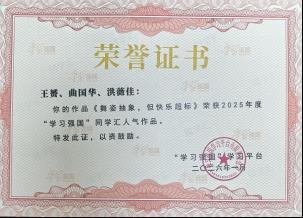 荣誉证书
王赟、曲国华、洪薇佳：
你的作品《舞姿抽象，但快乐超标》荣获2025年度
“学习强国”同学汇人气作品。
特发此证，以资鼓励。
“学习强国”学习平台
二〇二六年一月